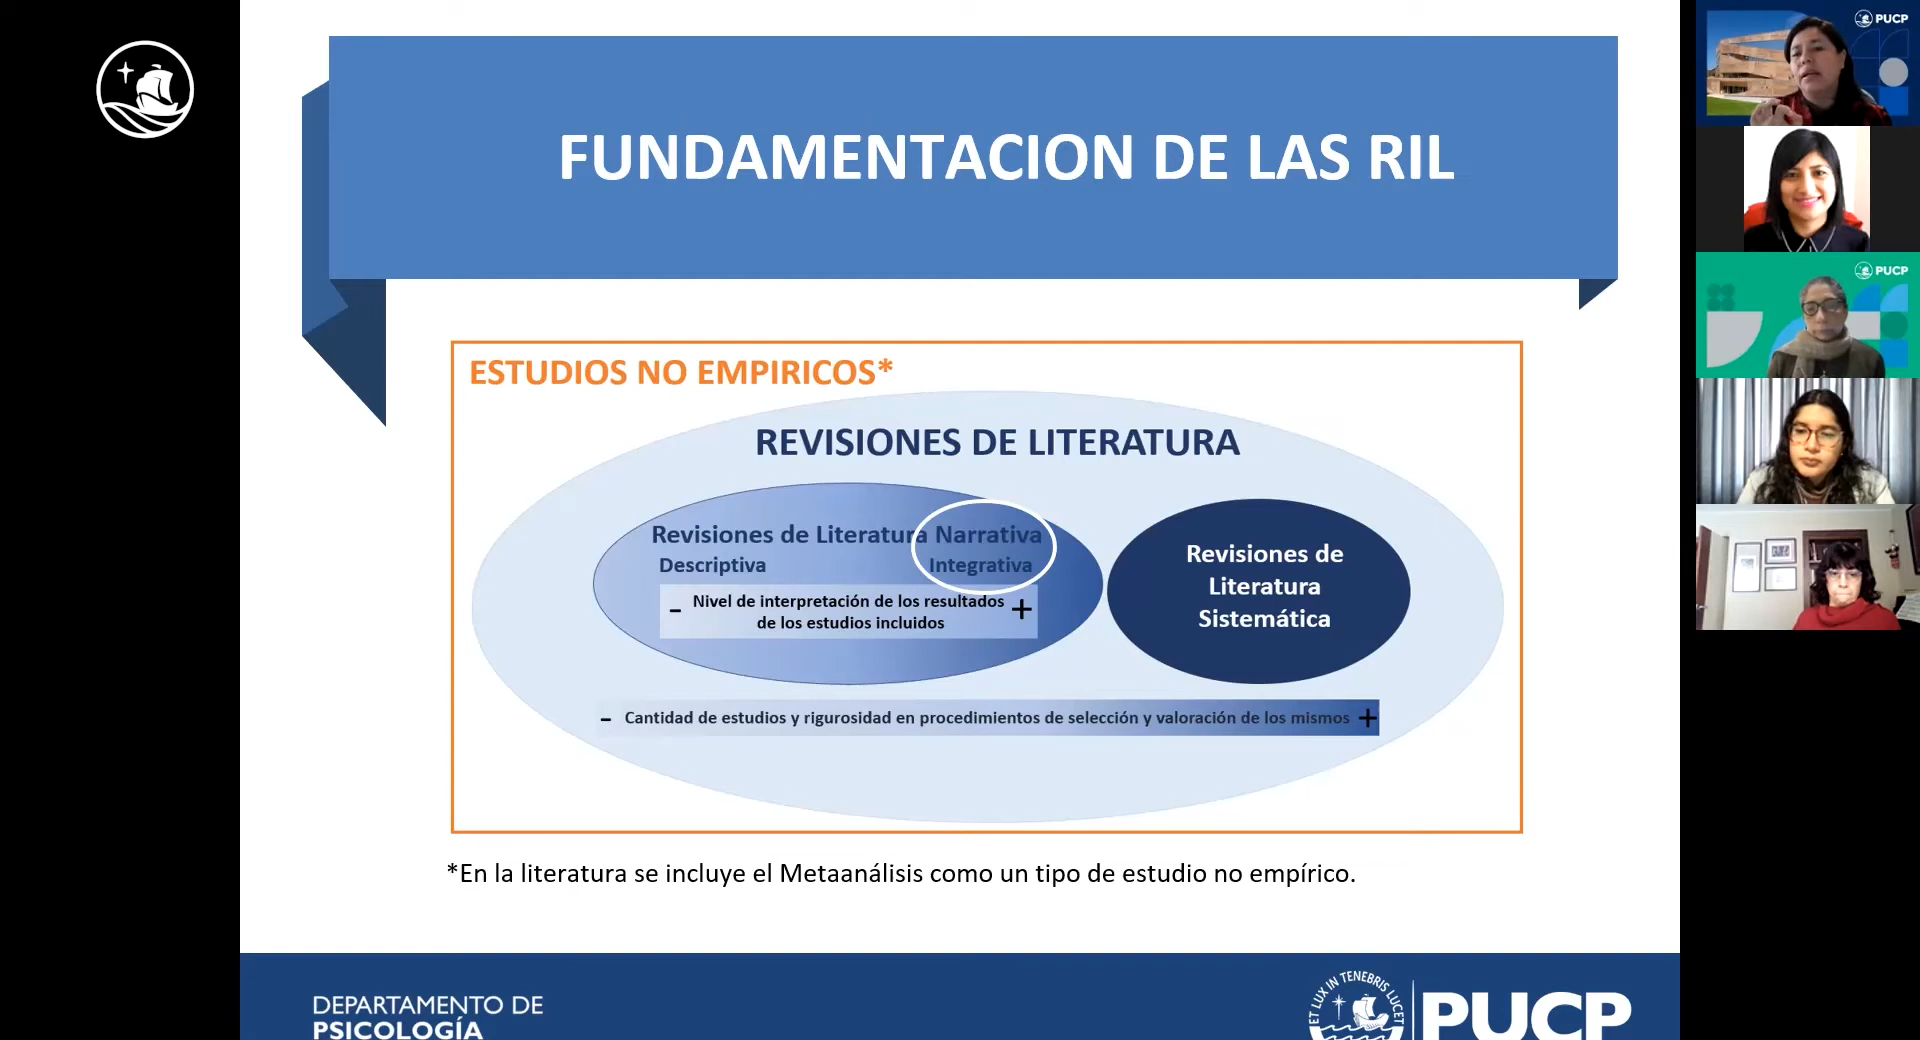 FUNDAMENTACION DE LAS RIL
ESTUDIOS NO EMPIRICOS*
REVISIONES DE LITERATURA
Revisiones de Literatura Narrativa
Descriptiva
Integrativa
- Nivel de interpretación de los resultados +
de los estudios incluidos
Revisiones de
Literatura
Sistemática
- Cantidad de estudios y rigurosidad en procedimientos de selección y valoración de los mismos +
*En la literatura se incluye el Metaanálisis como un tipo de estudio no empírico.
DEPARTAMENTO DE
PSICOLOGÍA
ET LUX IN TENEBRIS LUCET
PUCP
PUCP
PUCP